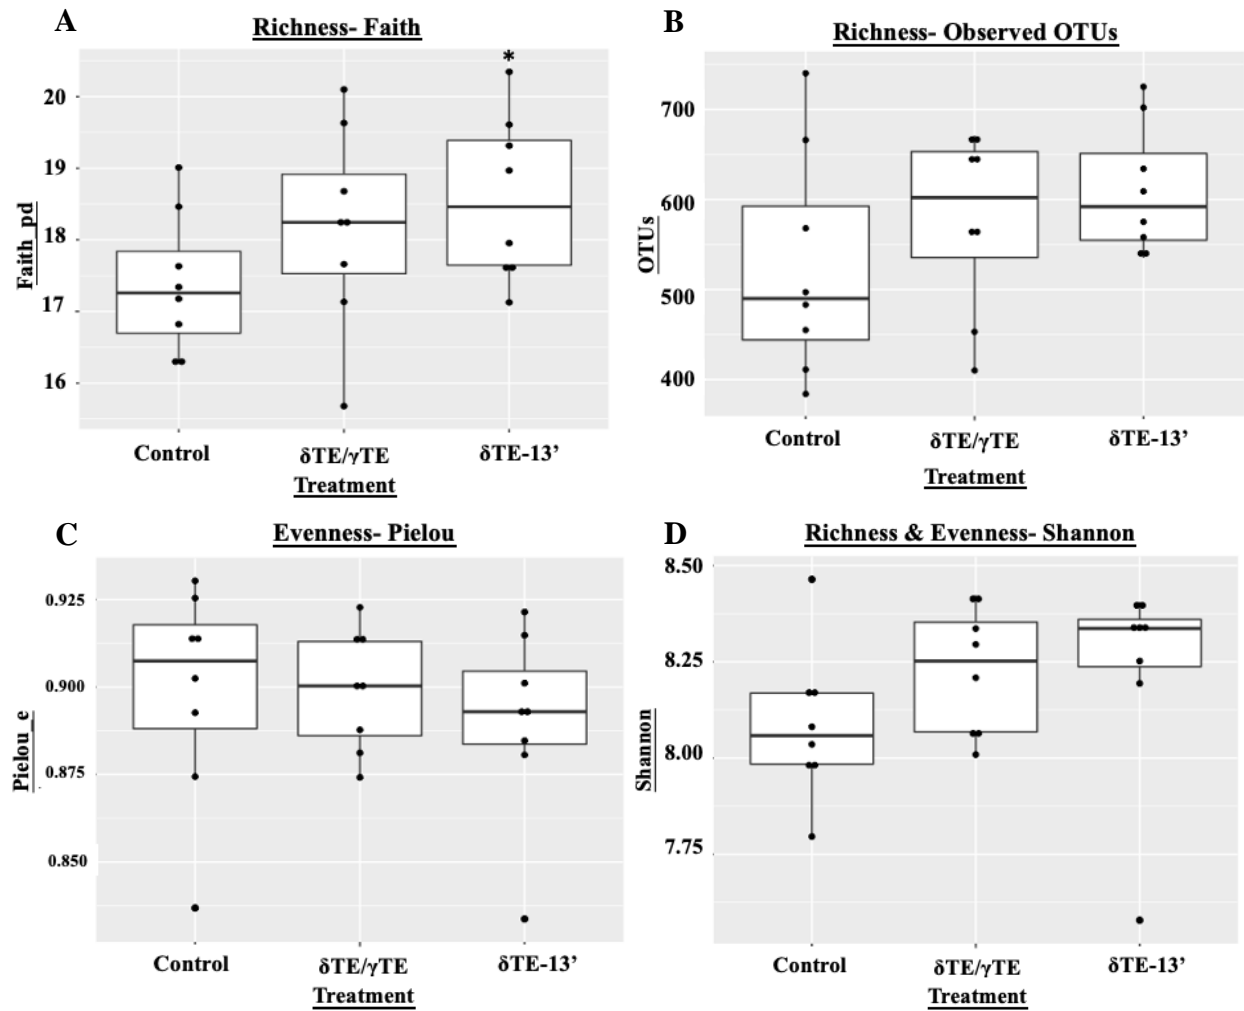 A
Richness- Faith
*
20
19
18
17
16
Faith_pd
Control
δTE/γTE
δTE-13’
Treatment
B
Richness- Observed OTUs
700
600
500
400
OTUs
Control
δTE/γTE
δTE-13’
Treatment
C
Evenness- Pielou
0.925
0.900
0.875
0.850
Pielou_e
Control
δTE/γTE
δTE-13’
Treatment
D
Richness & Evenness- Shannon
8.50
8.25
8.00
7.75
Shannon
Control
δTE/γTE
δTE-13’
Treatment